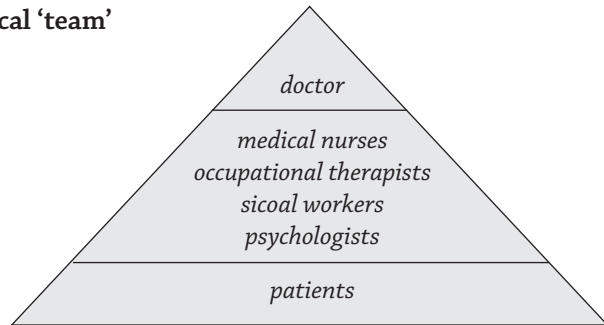 cal ‘team’
doctor
medical nurses
occupational therapists
sicoal workers
psychologists
patients